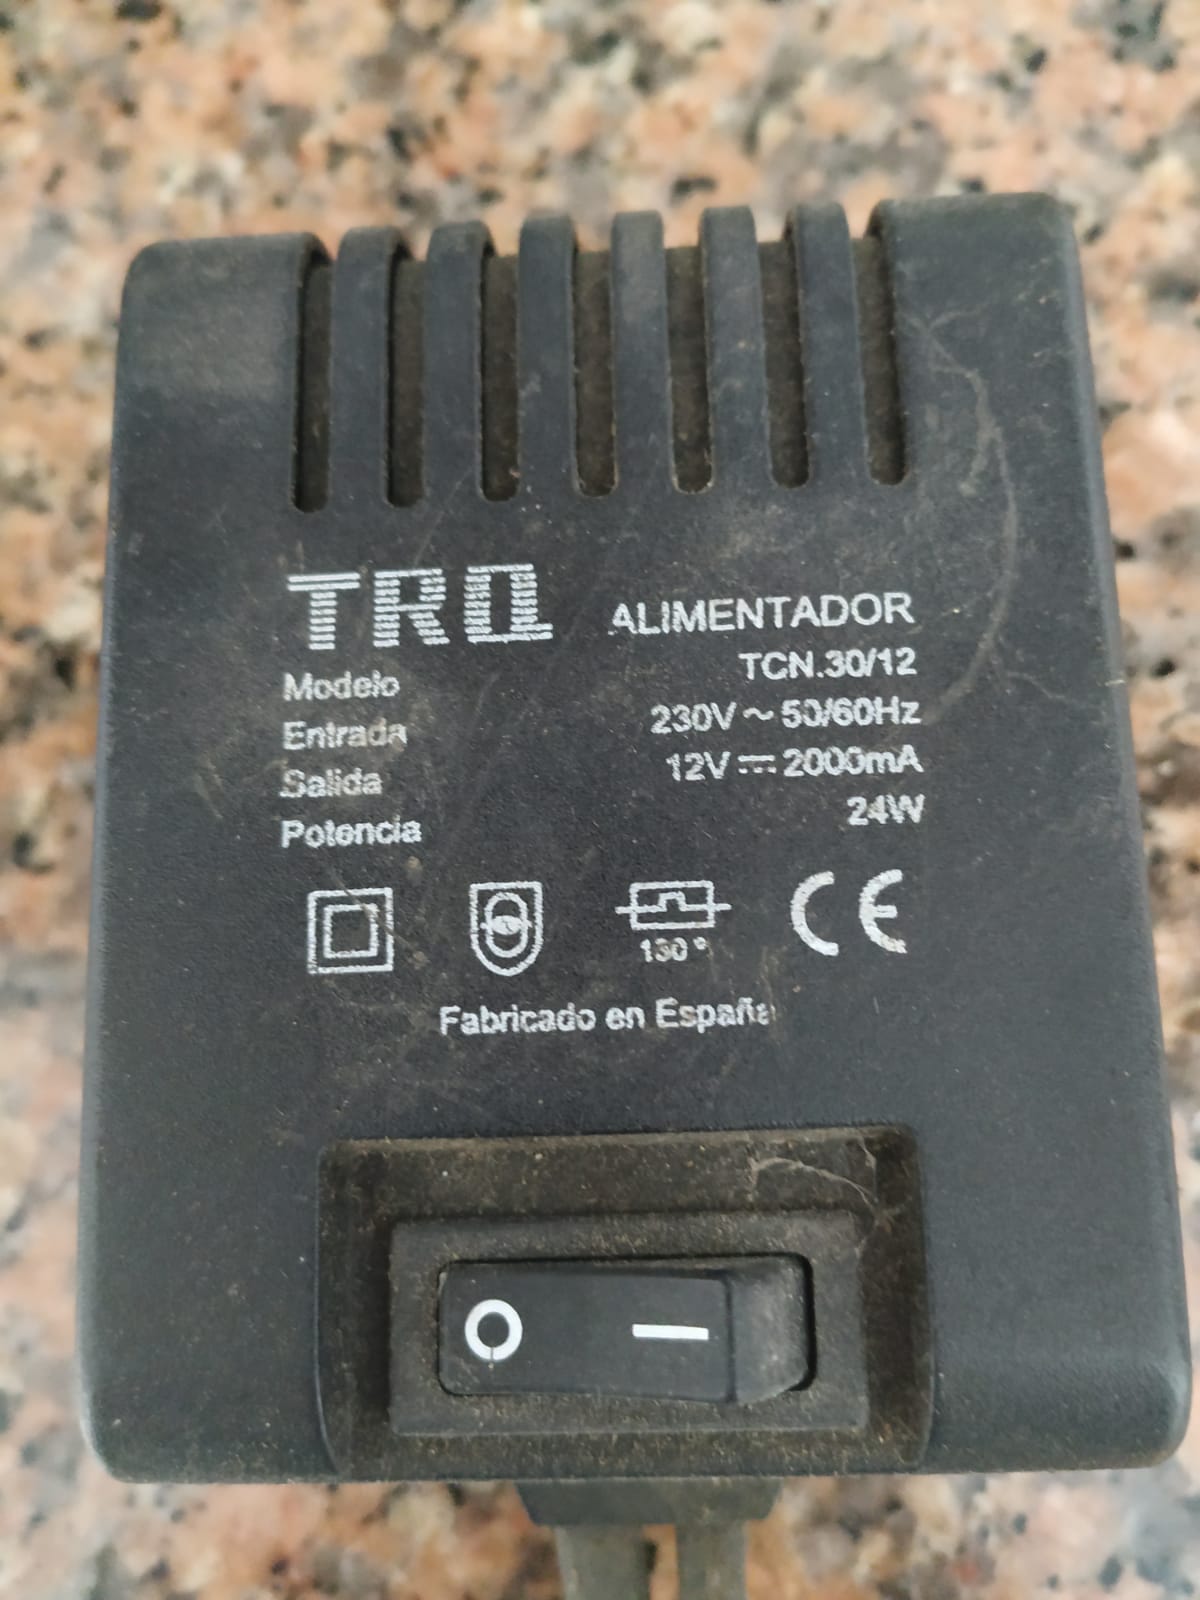 TRQ ALIMENTADOR
Modelo TCN.30/12
Entrada 230V ~ 50/60Hz
Salida 12V ⎓ 2000mA
Potencia 24W
130°
CE
Fabricado en España
O —